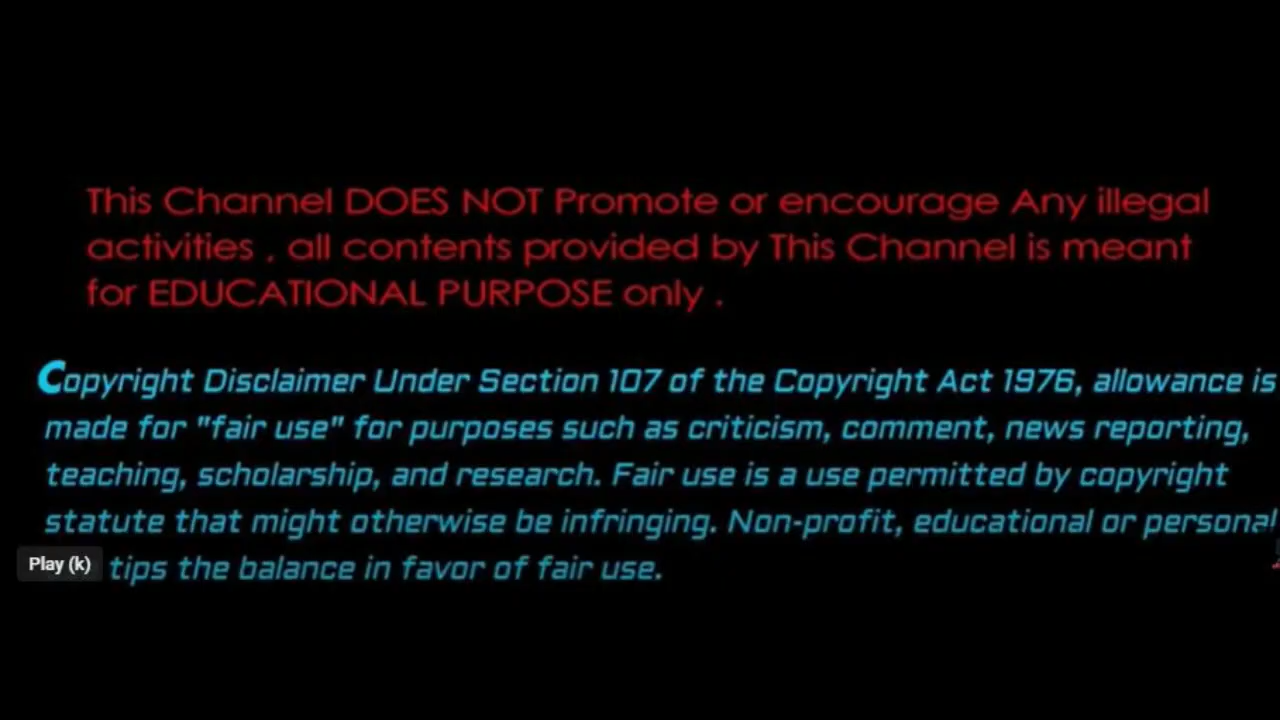 This Channel DOES NOT Promote or encourage Any illegal
activities , all contents provided by This Channel is meant
for EDUCATIONAL PURPOSE only .
Copyright Disclaimer Under Section 107 of the Copyright Act 1976, allowance is
made for "fair use" for purposes such as criticism, comment, news reporting,
teaching, scholarship, and research. Fair use is a use permitted by copyright
statute that might otherwise be infringing. Non-profit, educational or personal
Play (k) tips the balance in favor of fair use.